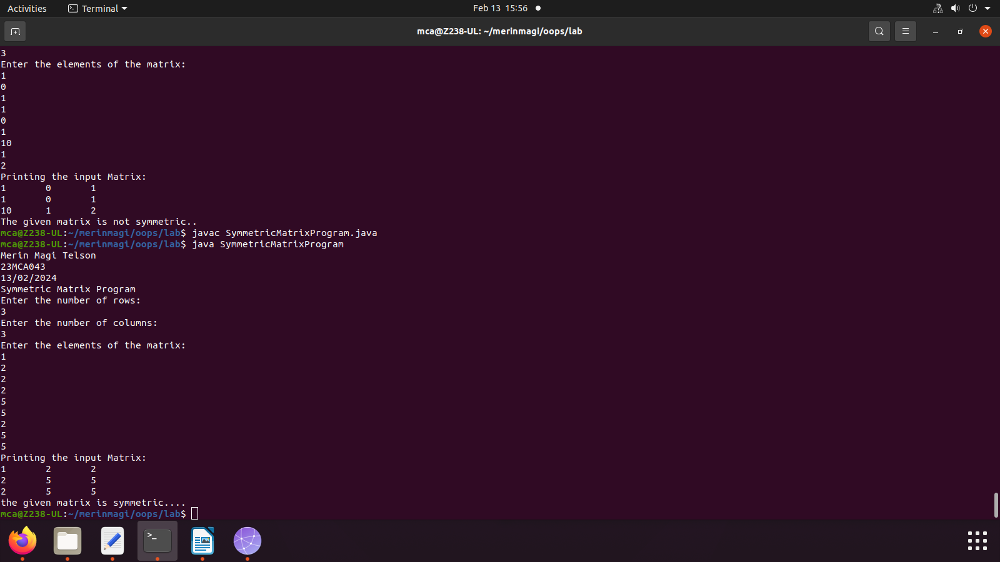 Activities Terminal Feb 13 15:56
mca@Z238-UL: ~/merinmagi/oops/lab
3
Enter the elements of the matrix:
1
0
1
1
0
1
10
1
2
Printing the input Matrix:
1 0 1
1 0 1
10 1 2
The given matrix is not symmetric..
mca@Z238-UL:~/merinmagi/oops/lab$ javac SymmetricMatrixProgram.java
mca@Z238-UL:~/merinmagi/oops/lab$ java SymmetricMatrixProgram
Merin Magi Telson
23MCA043
13/02/2024
Symmetric Matrix Program
Enter the number of rows:
3
Enter the number of columns:
3
Enter the elements of the matrix:
1
2
2
2
5
5
2
5
5
Printing the input Matrix:
1 2 2
2 5 5
2 5 5
the given matrix is symmetric....
mca@Z238-UL:~/merinmagi/oops/lab$